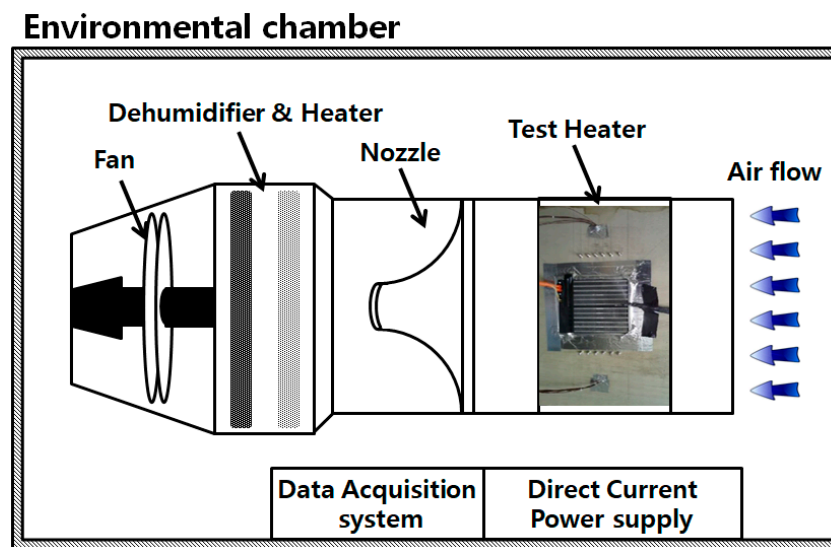 Environmental chamber
Dehumidifier & Heater
Fan
Nozzle
Test Heater
Air flow
Data Acquisition
system
Direct Current
Power supply